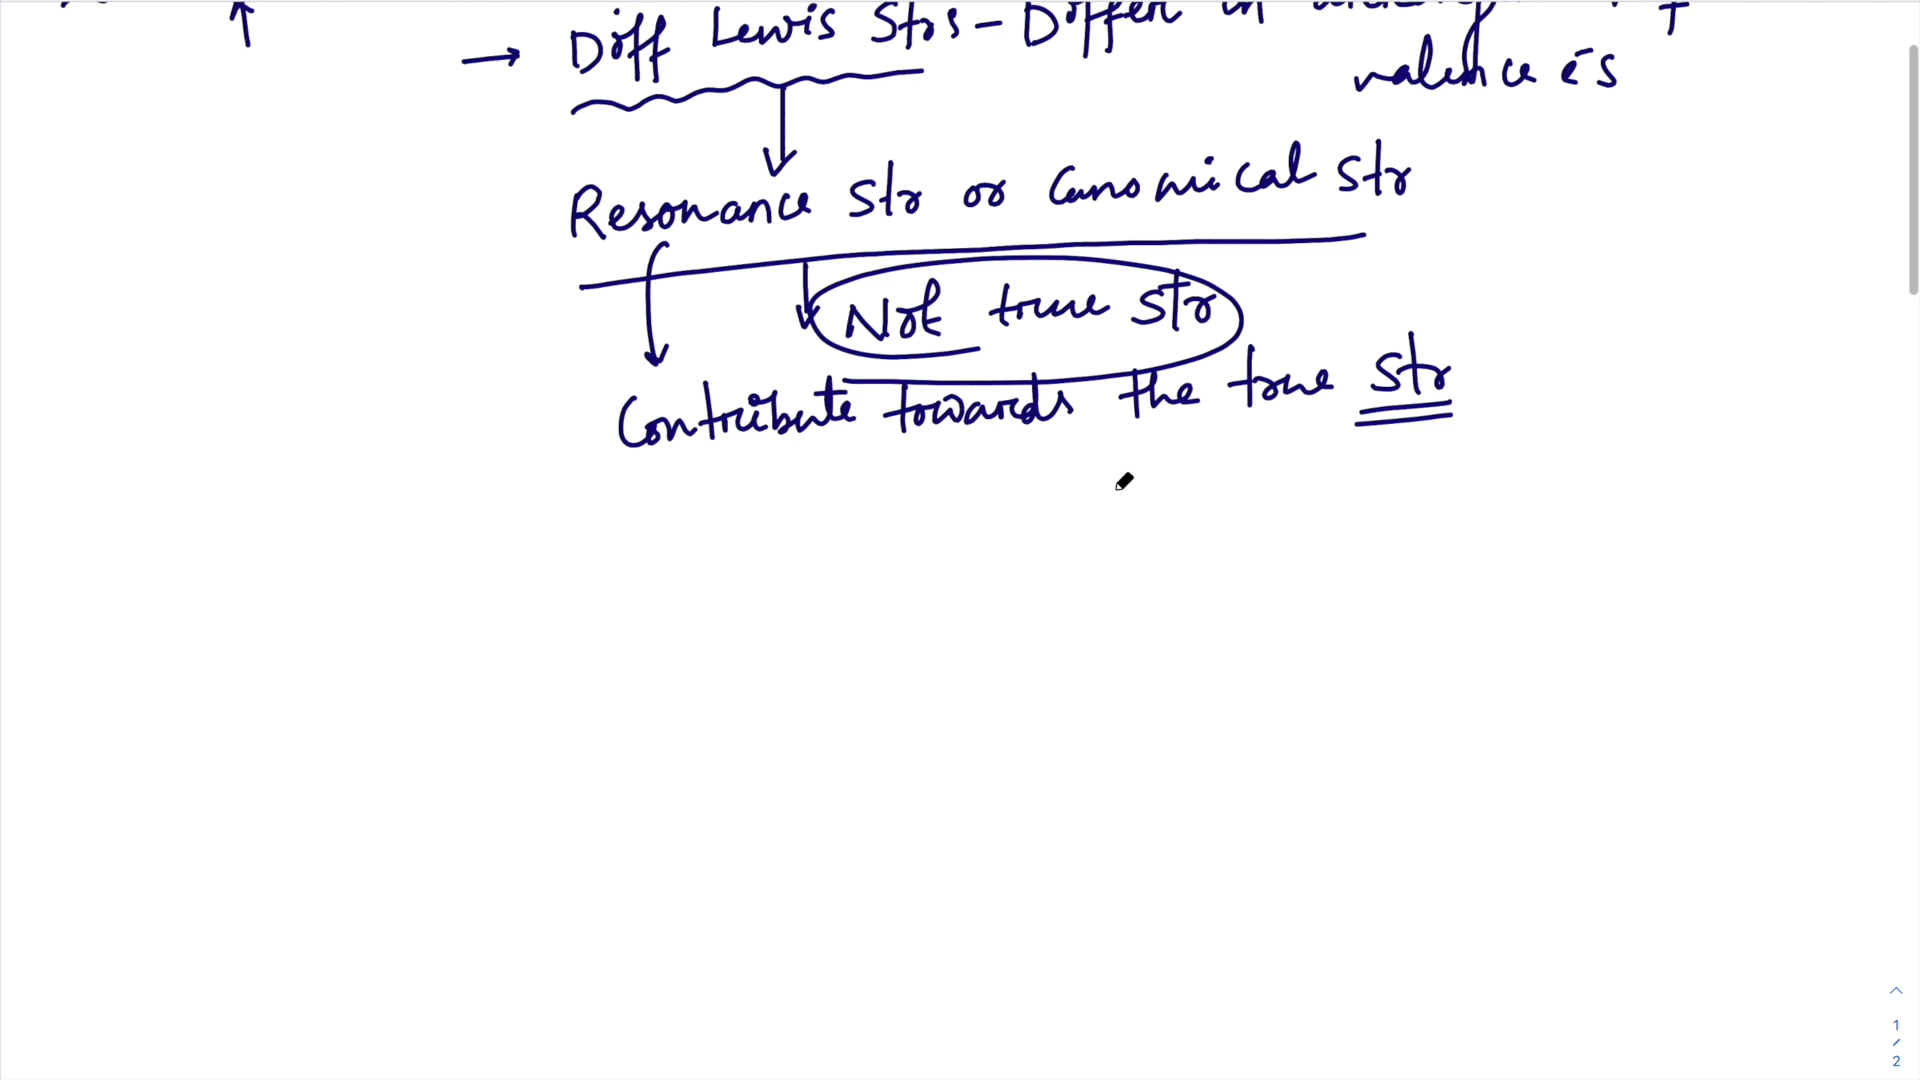 → Diff Lewis Strs - Differ in
valence e̅s
Resonance Str or Canonical Str
Not true Str
Contribute towards the true Str
1
/
2